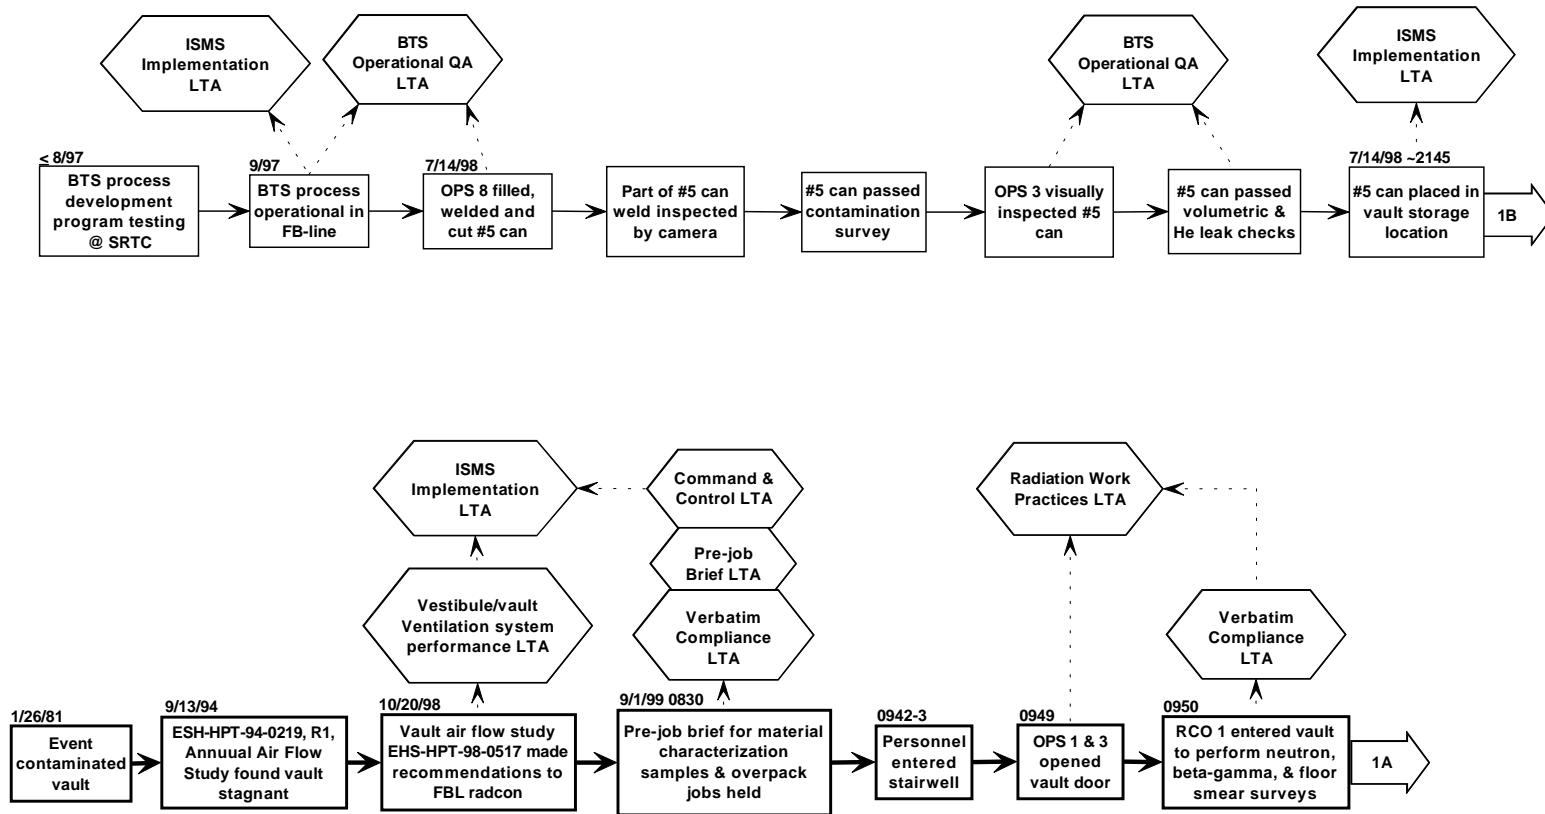 ISMS
Implementation
LTA
BTS
Operational QA
LTA
BTS
Operational QA
LTA
ISMS
Implementation
LTA
< 8/97
BTS process
development
program testing
@ SRTC
9/97
BTS process
operational in
FB-line
7/14/98
OPS 8 filled,
welded and
cut #5 can
Part of #5 can
weld inspected
by camera
#5 can passed
contamination
survey
OPS 3 visually
inspected #5
can
#5 can passed
volumetric &
He leak checks
7/14/98 ~2145
#5 can placed in
vault storage
location
1B
ISMS
Implementation
LTA
Command &
Control LTA
Pre-job
Brief LTA
Radiation Work
Practices LTA
Vestibule/vault
Ventilation system
performance LTA
Verbatim
Compliance
LTA
Verbatim
Compliance
LTA
1/26/81
Event
contaminated
vault
9/13/94
ESH-HPT-94-0219, R1,
Annual Air Flow
Study found vault
stagnant
10/20/98
Vault air flow study
EHS-HPT-98-0517 made
recommendations to
FBL radcon
9/1/99 0830
Pre-job brief for material
characterization
samples & overpack
jobs held
0942-3
Personnel
entered
stairwell
0949
OPS 1 & 3
opened
vault door
0950
RCO 1 entered vault
to perform neutron,
beta-gamma, & floor
smear surveys
1A